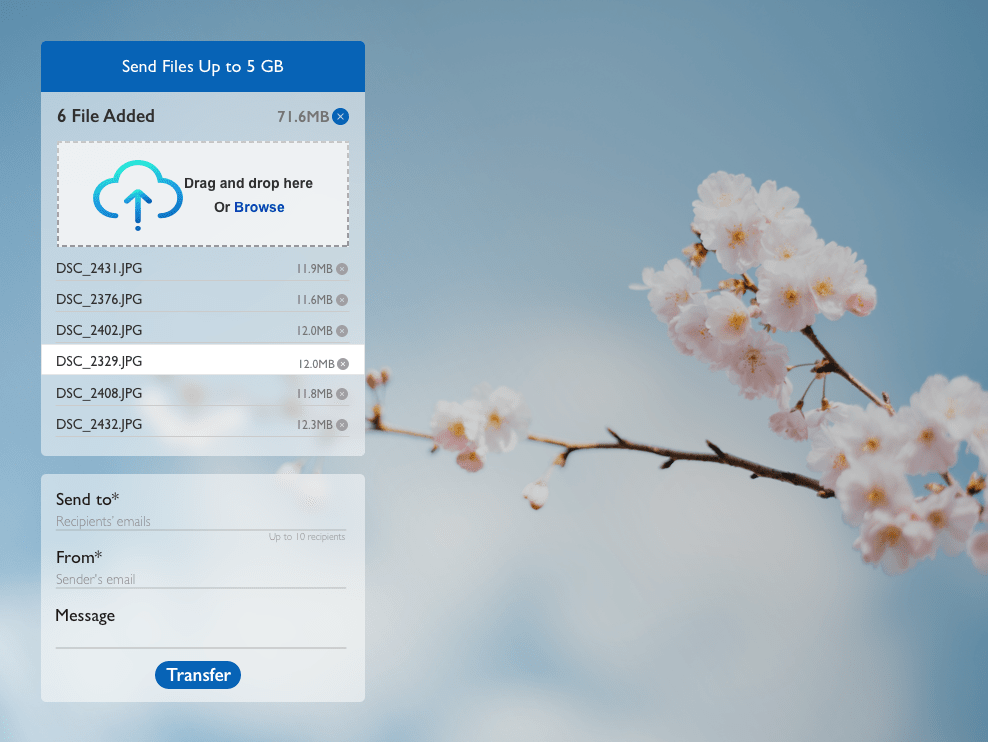 Send Files Up to 5 GB
6 File Added 71.6MB
Drag and drop here
Or Browse
DSC_2431.JPG 11.9MB
DSC_2376.JPG 11.6MB
DSC_2402.JPG 12.0MB
DSC_2329.JPG 12.0MB
DSC_2408.JPG 11.8MB
DSC_2432.JPG 12.3MB
Send to*
Recipients' emails
Up to 10 recipients
From*
Sender's email
Message
Transfer